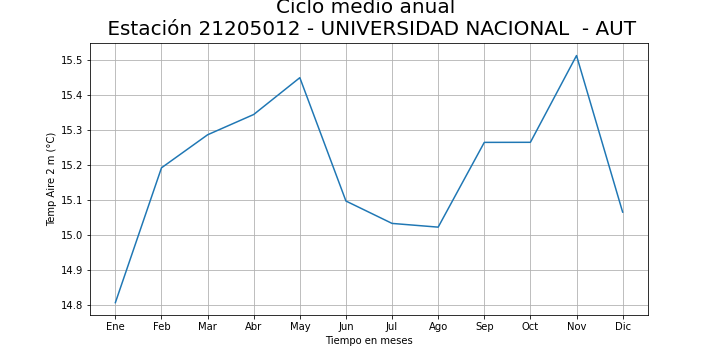 Ciclo medio anual
Estación 21205012 - UNIVERSIDAD NACIONAL  - AUT
15.5
15.4
15.3
15.2
15.1
15.0
14.9
14.8
Temp Aire 2 m (°C)
Ene Feb Mar Abr May Jun Jul Ago Sep Oct Nov Dic
Tiempo en meses